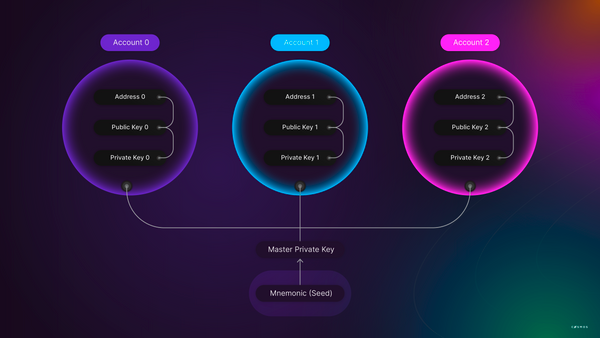 Account 0
Account 1
Account 2
Address 0
Address 1
Address 2
Public Key 0
Public Key 1
Public Key 2
Private Key 0
Private Key 1
Private Key 2
Master Private Key
Mnemonic (Seed)